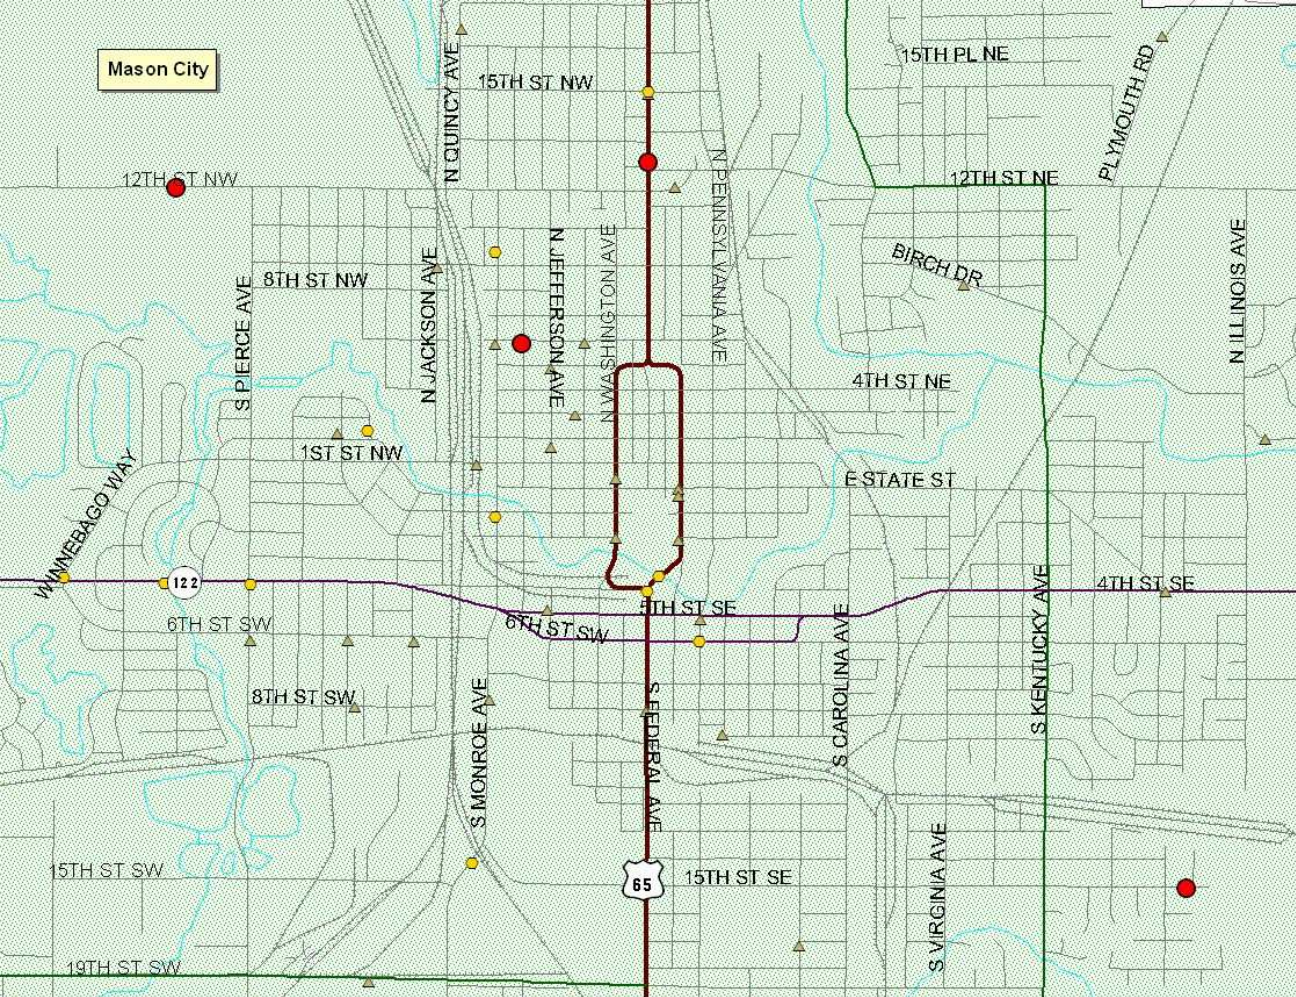 Mason City
15TH PL NE
15TH ST NW
N QUINCY AVE
PLYMOUTH RD
12TH ST NW
12TH ST NE
N PENNSYLVANIA AVE
N JEFFERSON AVE
N WASHINGTON AVE
N ILLINOIS AVE
BIRCH DR
8TH ST NW
N JACKSON AVE
S PIERCE AVE
4TH ST NE
1ST ST NW
E STATE ST
WINNEBAGO WAY
122
4TH ST SE
5TH ST SE
6TH ST SW
6TH ST SW
S CAROLINA AVE
S KENTUCKY AVE
8TH ST SW
S MONROE AVE
S FEDERAL AVE
15TH ST SW
65
15TH ST SE
S VIRGINIA AVE
19TH ST SW